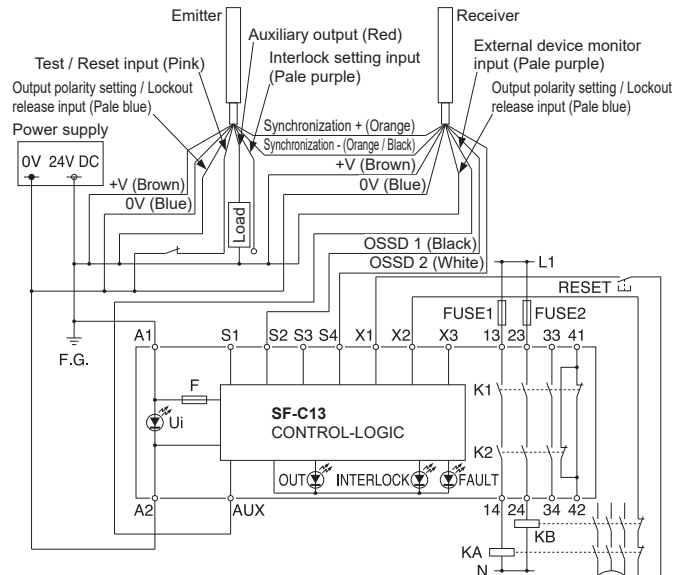 Emitter
Receiver
Auxiliary output (Red)
Test / Reset input (Pink)
Interlock setting input
(Pale purple)
External device monitor
input (Pale purple)
Output polarity setting / Lockout
release input (Pale blue)
Output polarity setting / Lockout
release input (Pale blue)
Power supply
0V 24V DC
Synchronization + (Orange)
Synchronization - (Orange / Black)
+V (Brown)
0V (Blue)
+V (Brown)
0V (Blue)
Load
OSSD 1 (Black)
OSSD 2 (White)
L1
RESET
FUSE1 FUSE2
F.G.
A1 S1 S2 S3 S4 X1 X2 X3 13 23 33 41
F
Ui
SF-C13
CONTROL-LOGIC
K1
K2
OUT INTERLOCK FAULT
A2 AUX 14 24 34 42
KB
KA
N